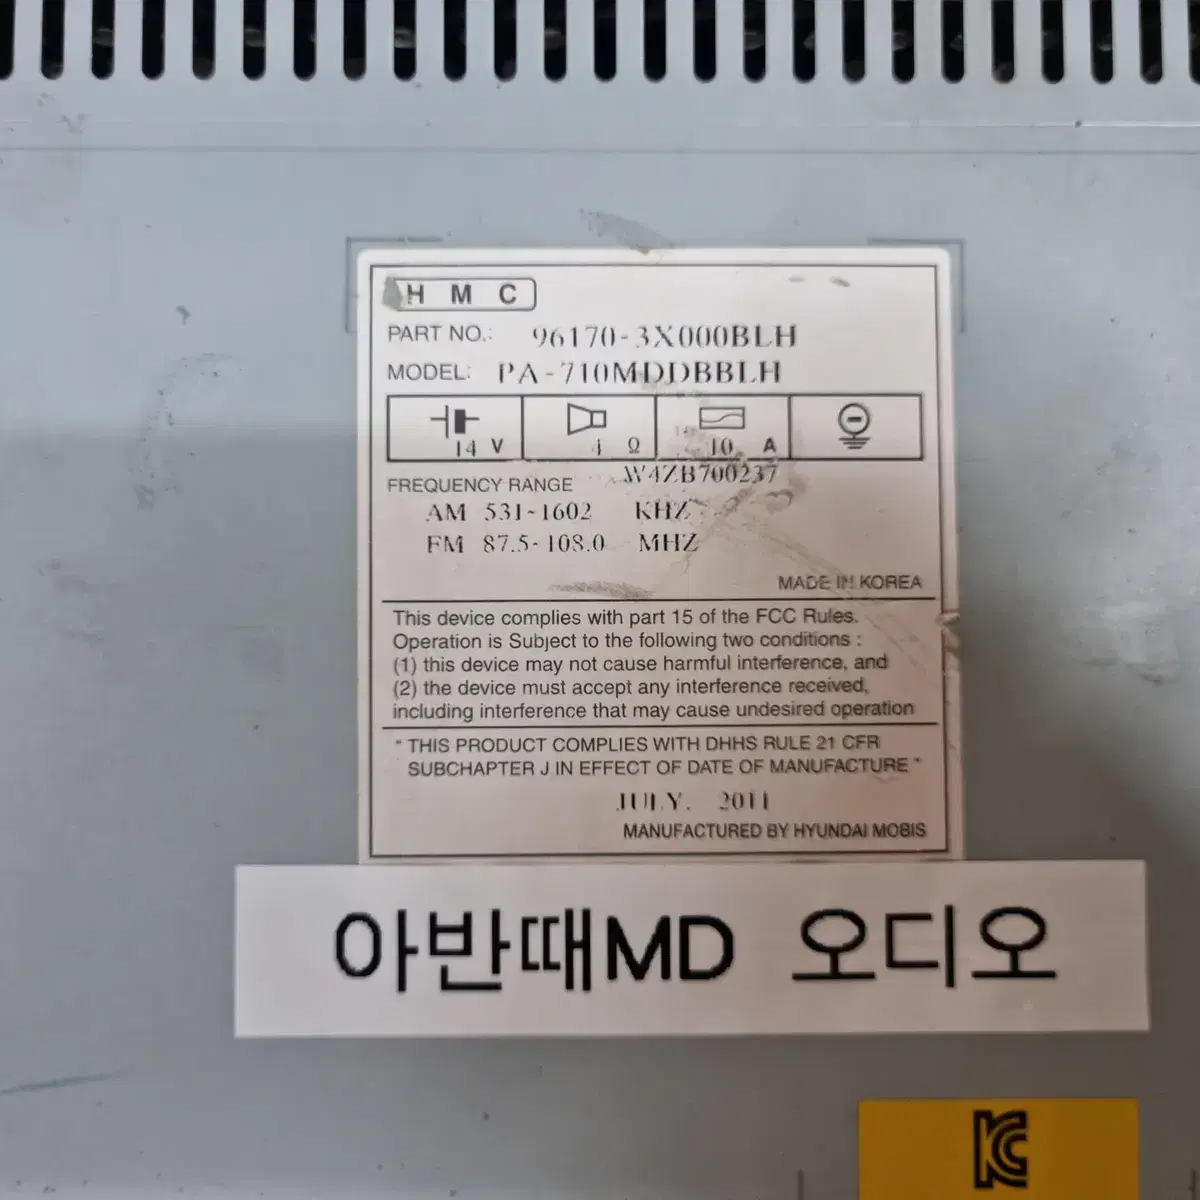 HMC
PART NO.: 96170-3X000BLH
MODEL: PA-710MDDBBLH
14 V 4 Ω 10 A
W4ZB700237
FREQUENCY RANGE
AM 531~1602 KHZ
FM 87.5-108.0 MHZ
MADE IN KOREA
This device complies with part 15 of the FCC Rules.
Operation is Subject to the following two conditions :
(1) this device may not cause harmful interference, and
(2) the device must accept any interference received,
including interference that may cause undesired operation
" THIS PRODUCT COMPLIES WITH DHHS RULE 21 CFR
SUBCHAPTER J IN EFFECT OF DATE OF MANUFACTURE "
JULY. 2011
MANUFACTURED BY HYUNDAI MOBIS
아반때MD 오디오
KC